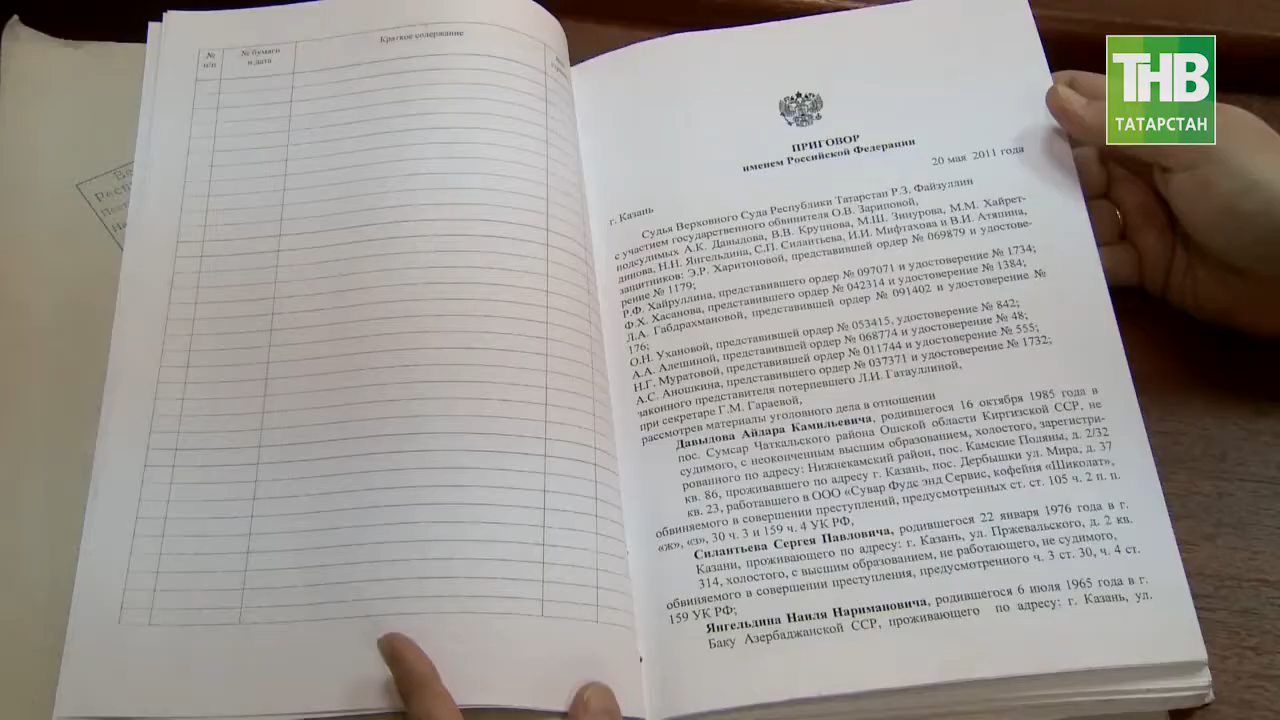 №
п/п
№ бумаги
и дата
Краткое содержание
ТНВ
ТАТАРСТАН
ПРИГОВОР
именем Российской Федерации
20 мая 2011 года
г. Казань
Судья Верховного Суда Республики Татарстан Р.З. Файзуллин
с участием государственного обвинителя О.В. Зариповой,
подсудимых А.К. Давыдова, В.В. Крупнова, М.Ш. Зинурова, М.М. Хайрет-
динова, Н.Н. Янгельдина, С.П. Силантьева, И.И. Мифтахова и В.И. Атяпина,
защитников: Э.Р. Харитоновой, представившей ордер № 069879 и удостове-
рение № 1179;
Р.Ф. Хайруллина, представившего ордер № 097071 и удостоверение № 1734;
Ф.Х. Хасанова, представившего ордер № 042314 и удостоверение № 1384;
Л.А. Габдрахмановой, представившей ордер № 091402 и удостоверение №
176;
О.Н. Ухановой, представившей ордер № 053415, удостоверение № 842;
А.А. Алешиной, представившей ордер № 068774 и удостоверение № 48;
Н.Г. Муратовой, представившей ордер № 011744 и удостоверение № 555;
А.С. Аношкина, представившего ордер № 037371 и удостоверение № 1732;
законного представителя потерпевшего Л.И. Гатауллиной,
при секретаре Г.М. Гараевой,
рассмотрев материалы уголовного дела в отношении
Давыдова Айдара Камильевича, родившегося 16 октября 1985 года в
пос. Сумсар Чаткальского района Ошской области Киргизской ССР, не
судимого, с неоконченным высшим образованием, холостого, зарегистри-
рованного по адресу: Нижнекамский район, пос. Камские Поляны, д. 2/32
кв. 86, проживавшего по адресу г. Казань, пос. Дербышки ул. Мира, д. 37
кв. 23, работавшего в ООО «Сувар Фудс энд Сервис, кофейня «Шиколат»,
обвиняемого в совершении преступлений, предусмотренных ст. ст. 105 ч. 2 п. п.
«ж», «з», 30 ч. 3 и 159 ч. 4 УК РФ,
Силантьева Сергея Павловича, родившегося 22 января 1976 года в г.
Казани, проживающего по адресу: г. Казань, ул. Пржевальского, д. 2 кв.
314, холостого, с высшим образованием, не работающего, не судимого,
обвиняемого в совершении преступления, предусмотренного ч. 3 ст. 30, ч. 4 ст.
159 УК РФ;
Янгельдина Наиля Наримановича, родившегося 6 июля 1965 года в г.
Баку Азербаджанской ССР, проживающего по адресу: г. Казань, ул.